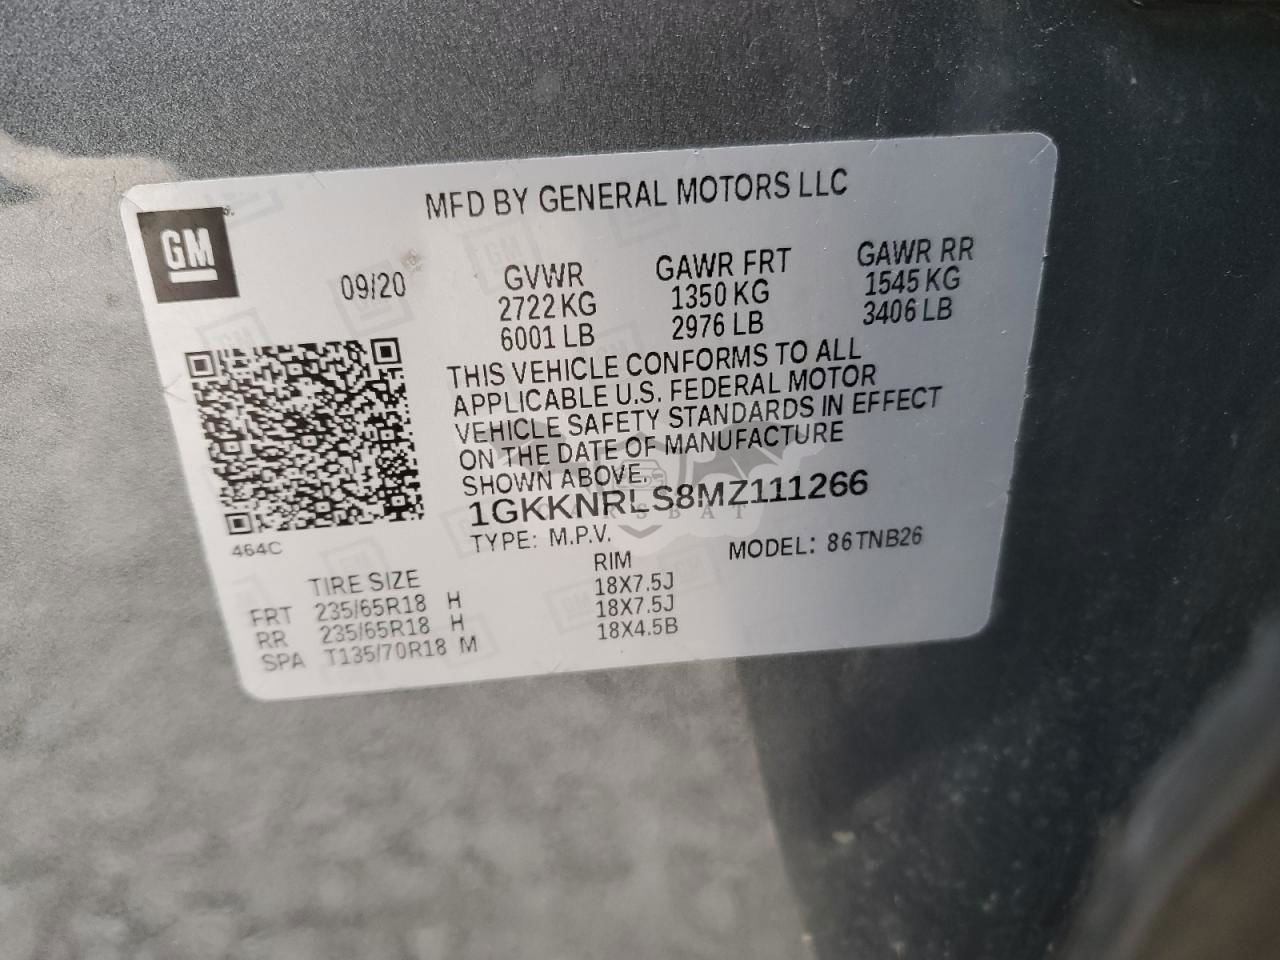 MFD BY GENERAL MOTORS LLC
GM
09/20
GVWR GAWR FRT GAWR RR
2722 KG 1350 KG 1545 KG
6001 LB 2976 LB 3406 LB
THIS VEHICLE CONFORMS TO ALL
APPLICABLE U.S. FEDERAL MOTOR
VEHICLE SAFETY STANDARDS IN EFFECT
ON THE DATE OF MANUFACTURE
SHOWN ABOVE.
1GKKNRLS8MZ111266
464C
TYPE: M.P.V. MODEL: 86TNB26
TIRE SIZE RIM
FRT 235/65R18 H 18X7.5J
RR 235/65R18 H 18X7.5J
SPA T135/70R18 M 18X4.5B